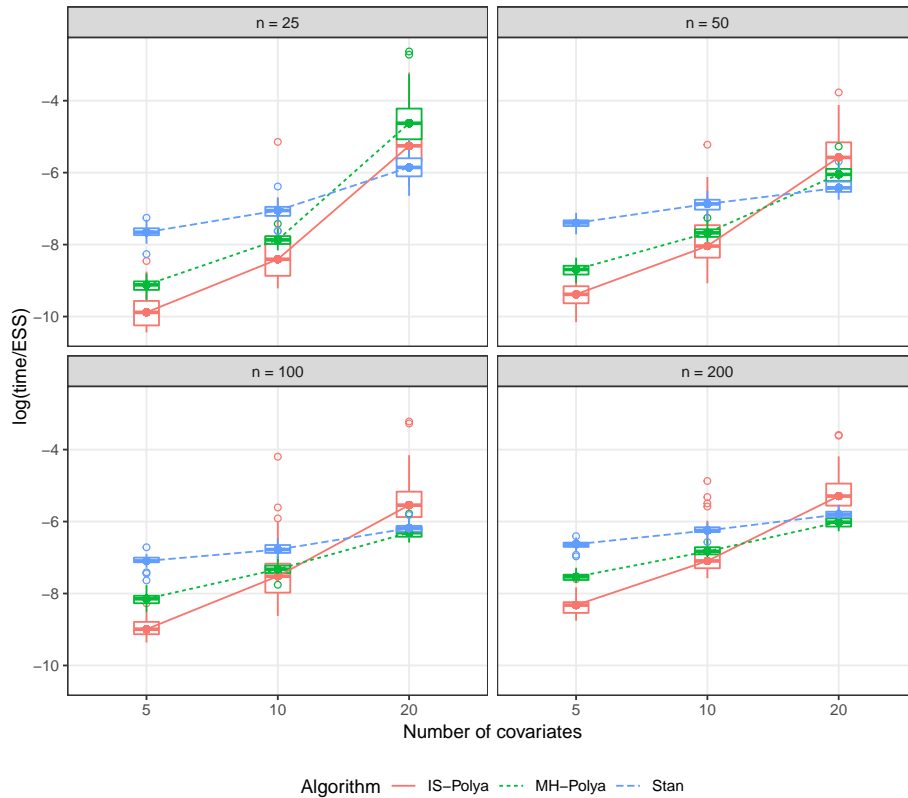 n = 25
n = 50
−4
−6
−8
−10
n = 100
n = 200
−4
−6
−8
−10
log(time/ESS)
5
10
20
5
10
20
Number of covariates
Algorithm IS−Polya MH−Polya Stan